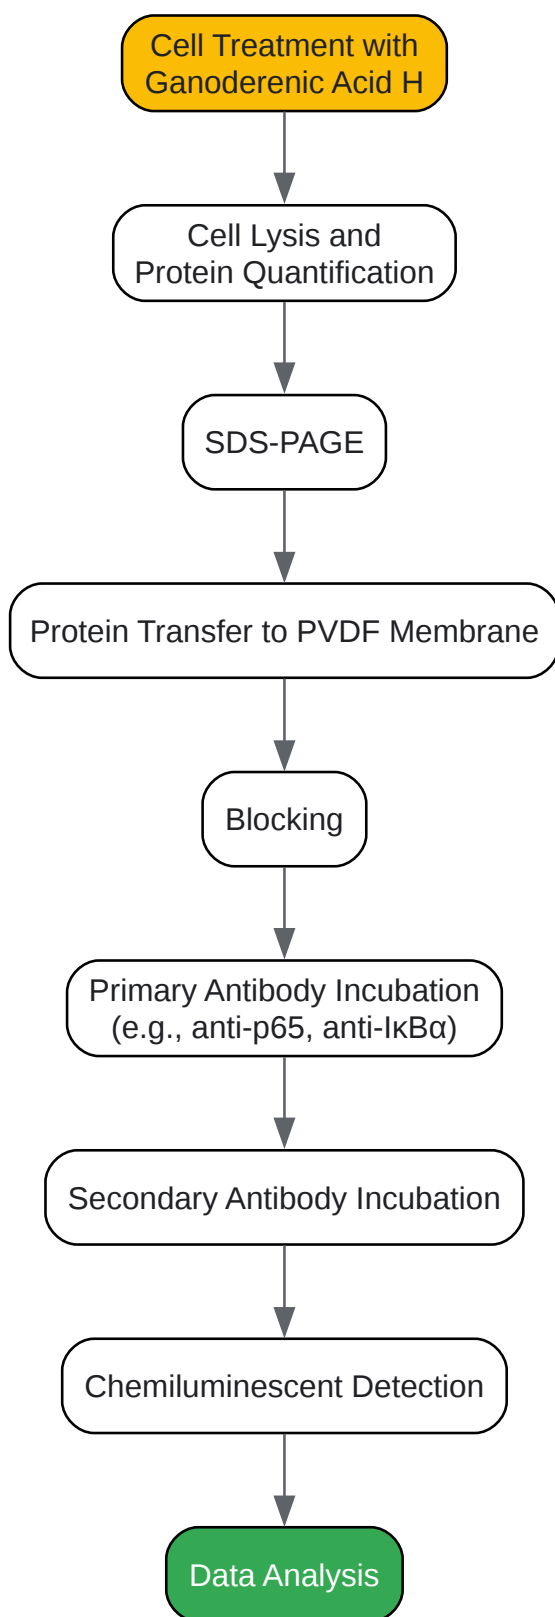 Cell Treatment with
Ganoderenic Acid H
Cell Lysis and
Protein Quantification
SDS-PAGE
Protein Transfer to PVDF Membrane
Blocking
Primary Antibody Incubation
(e.g., anti-p65, anti-IκBα)
Secondary Antibody Incubation
Chemiluminescent Detection
Data Analysis